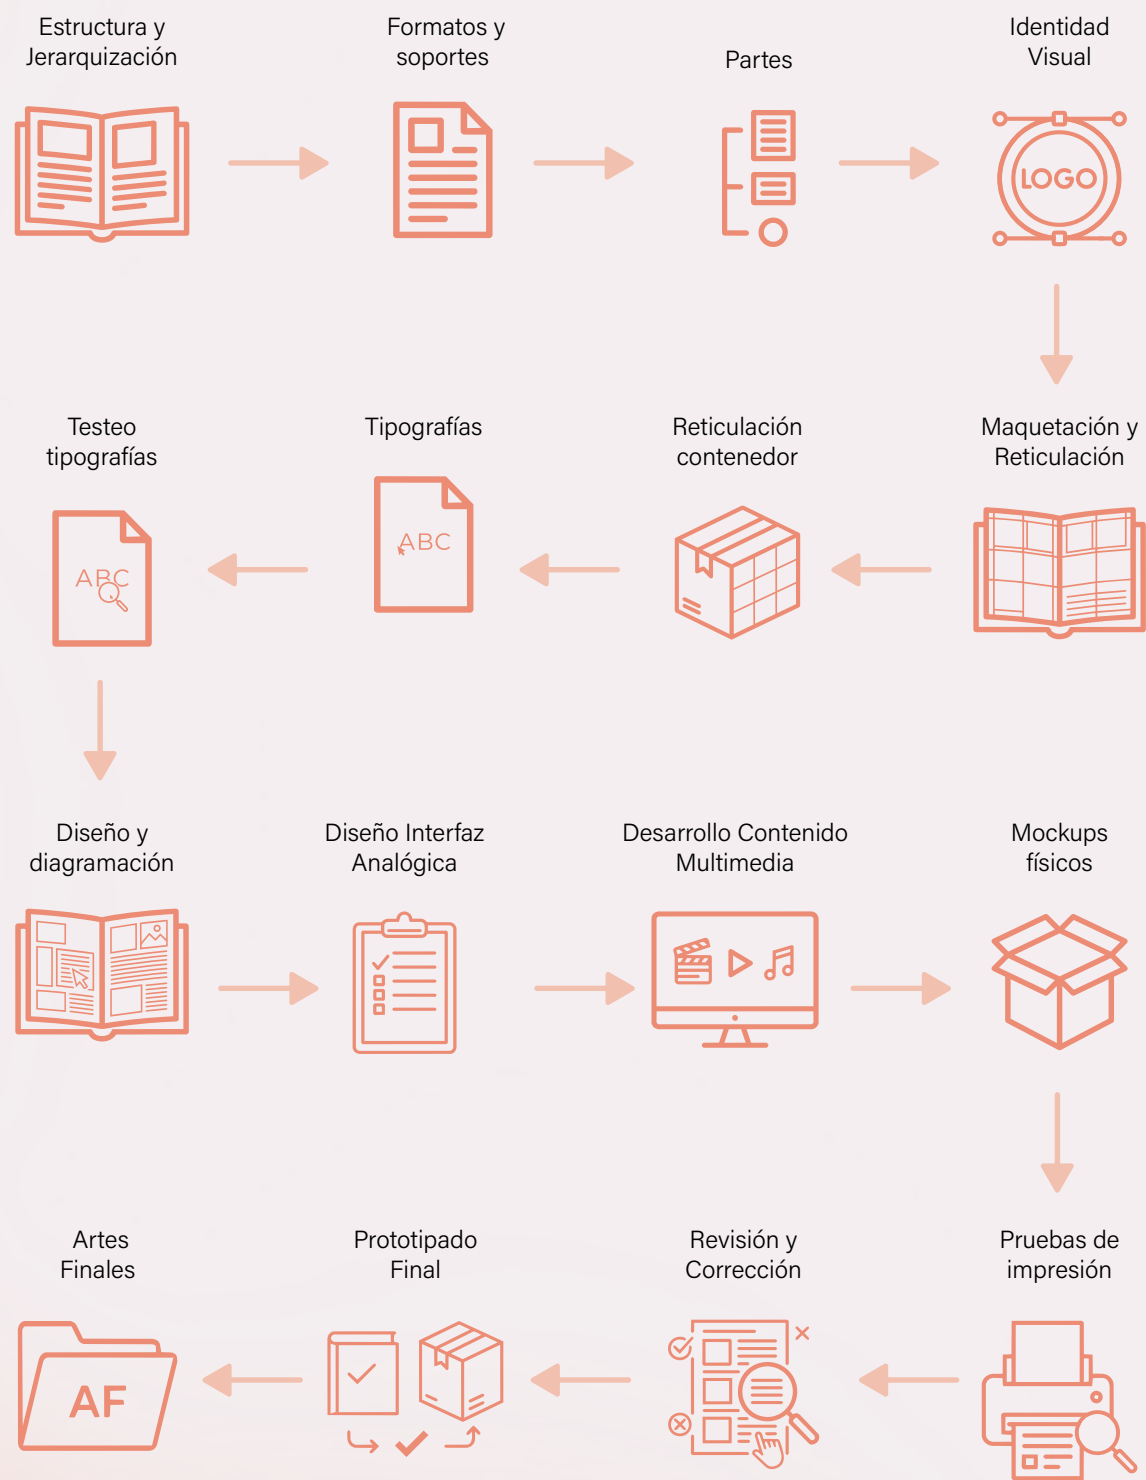 Estructura y
Jerarquización
Formatos y
soportes
Partes
Identidad
Visual
LOGO
Testeo
tipografías
Tipografías
Reticulación
contenedor
Maquetación y
Reticulación
ABC
ABC
Diseño y
diagramación
Diseño Interfaz
Analógica
Desarrollo Contenido
Multimedia
Mockups
físicos
Artes
Finales
Prototipado
Final
Revisión y
Corrección
Pruebas de
impresión
AF